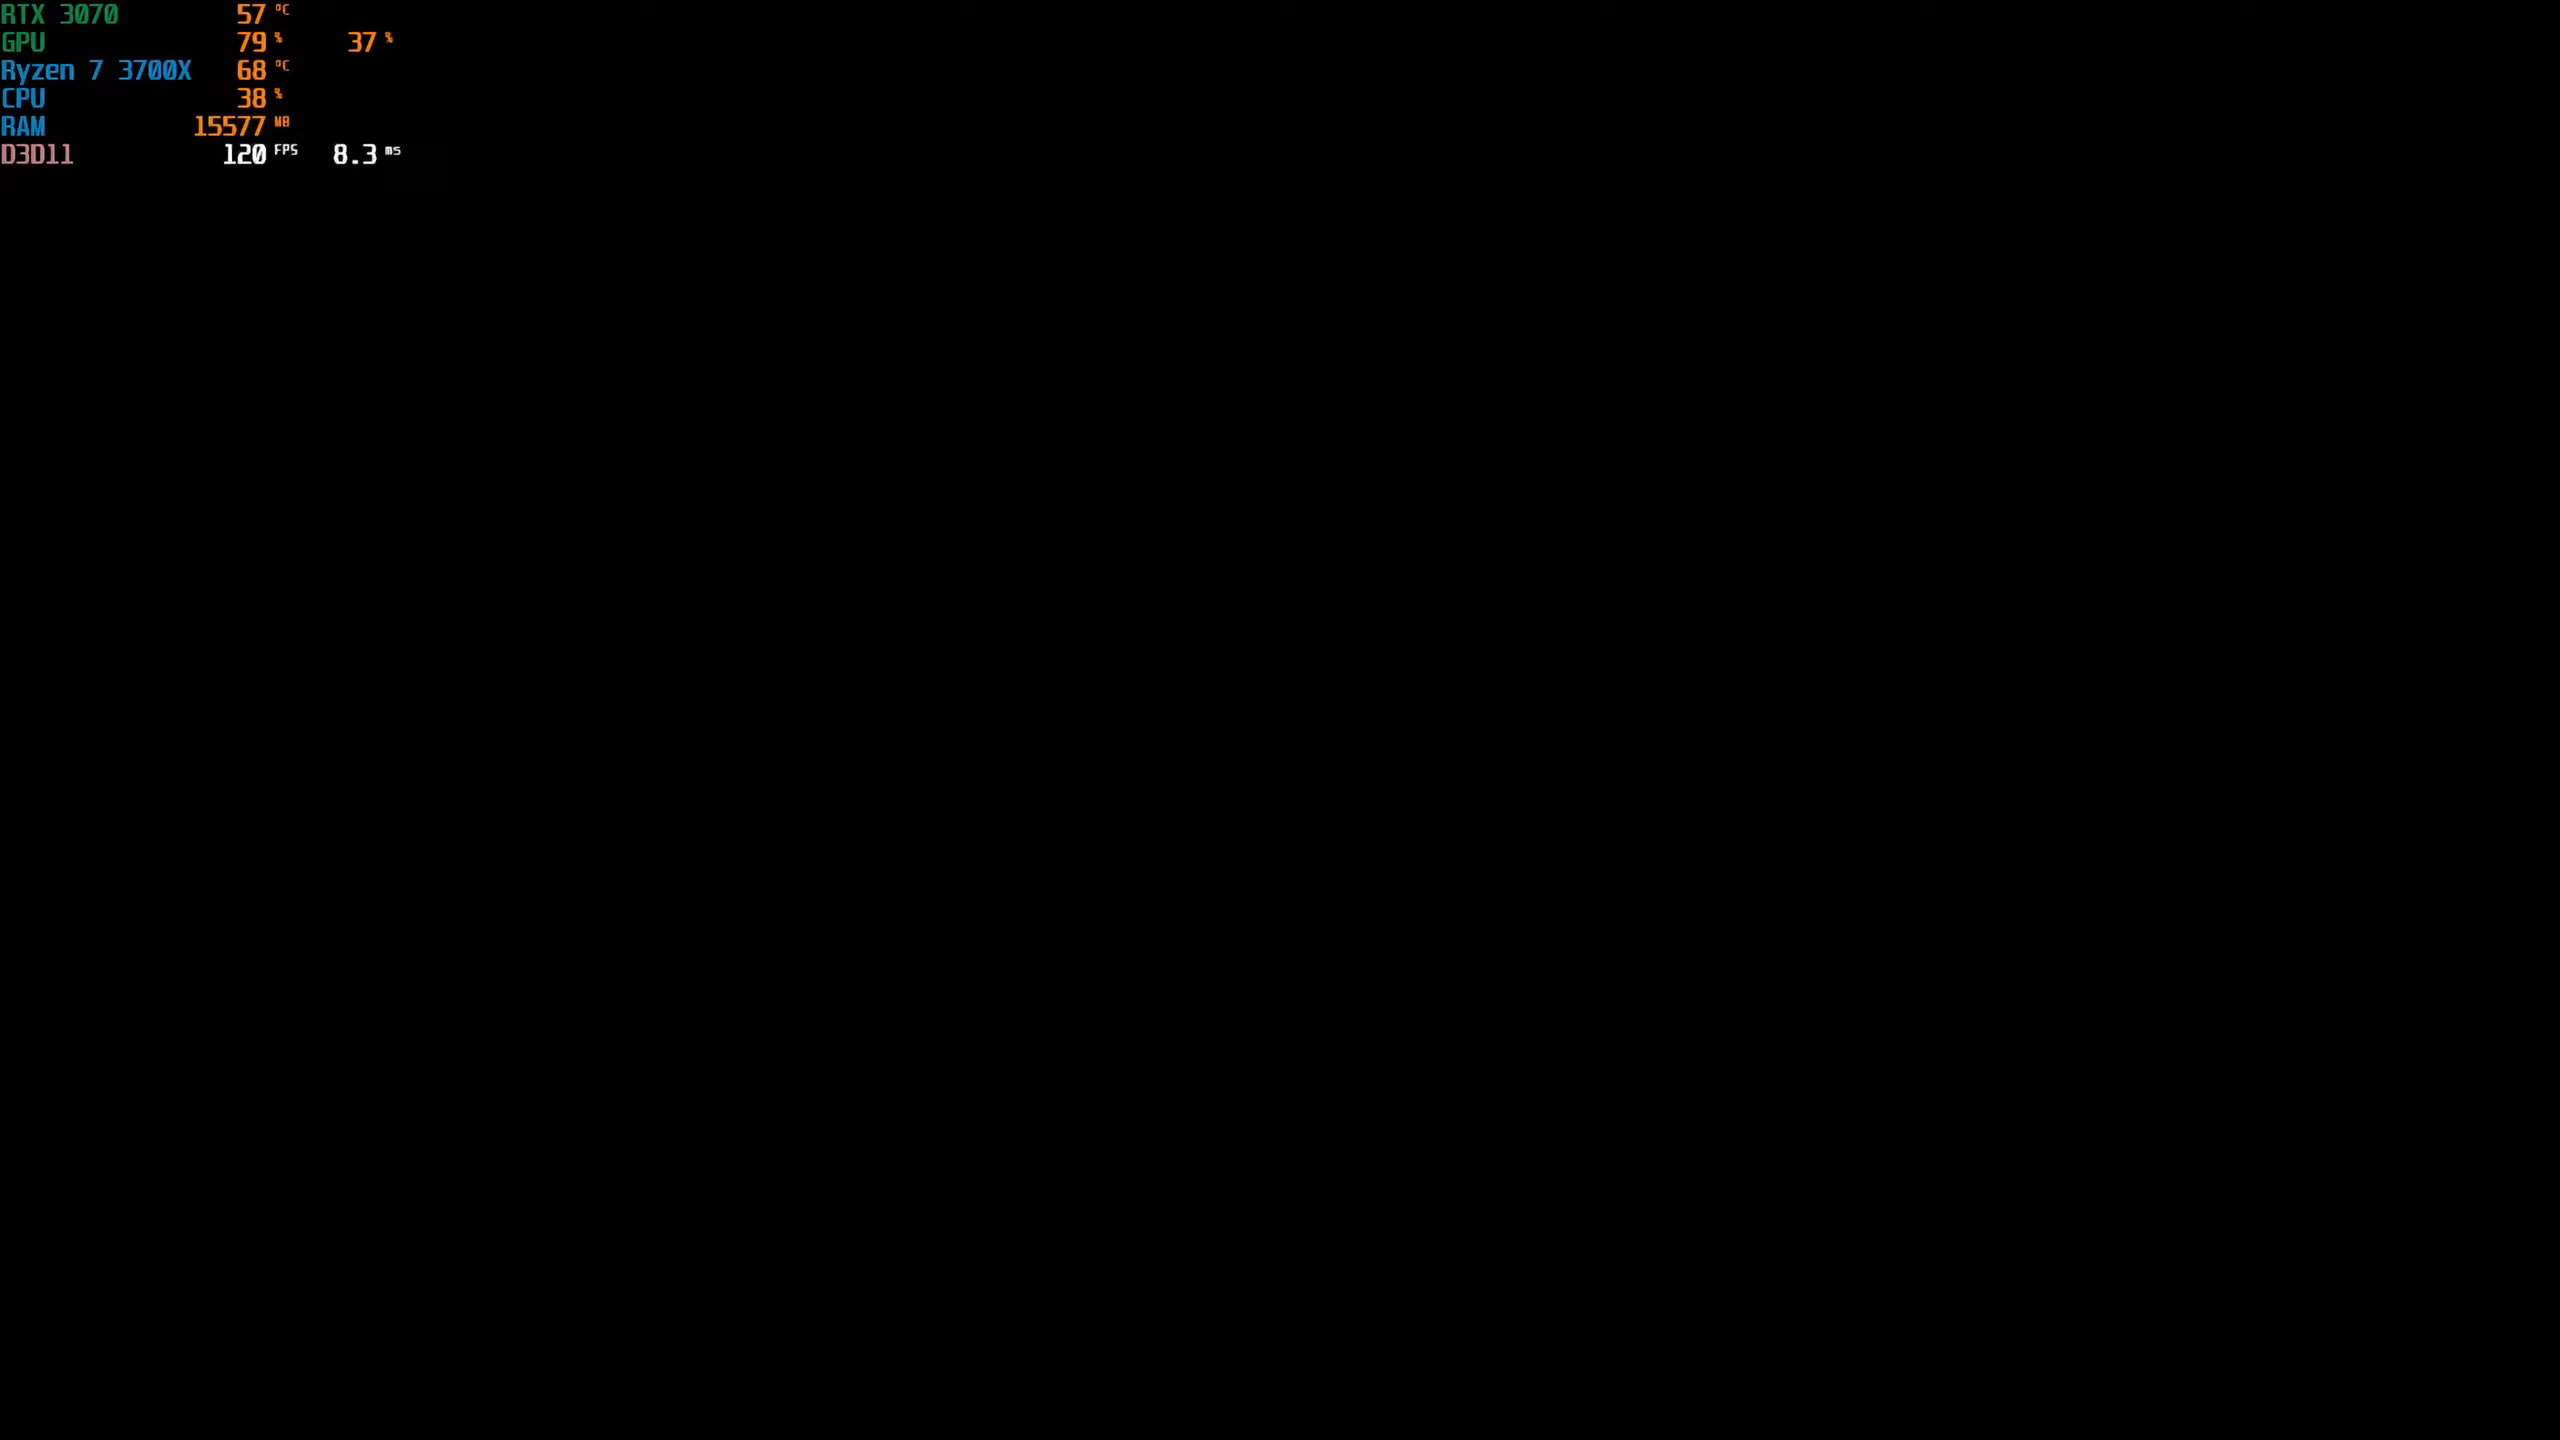 RTX 3070 57 °C
GPU 79 % 37 %
Ryzen 7 3700X 68 °C
CPU 38 %
RAM 15577 MB
D3D11 120 FPS 8.3 ms